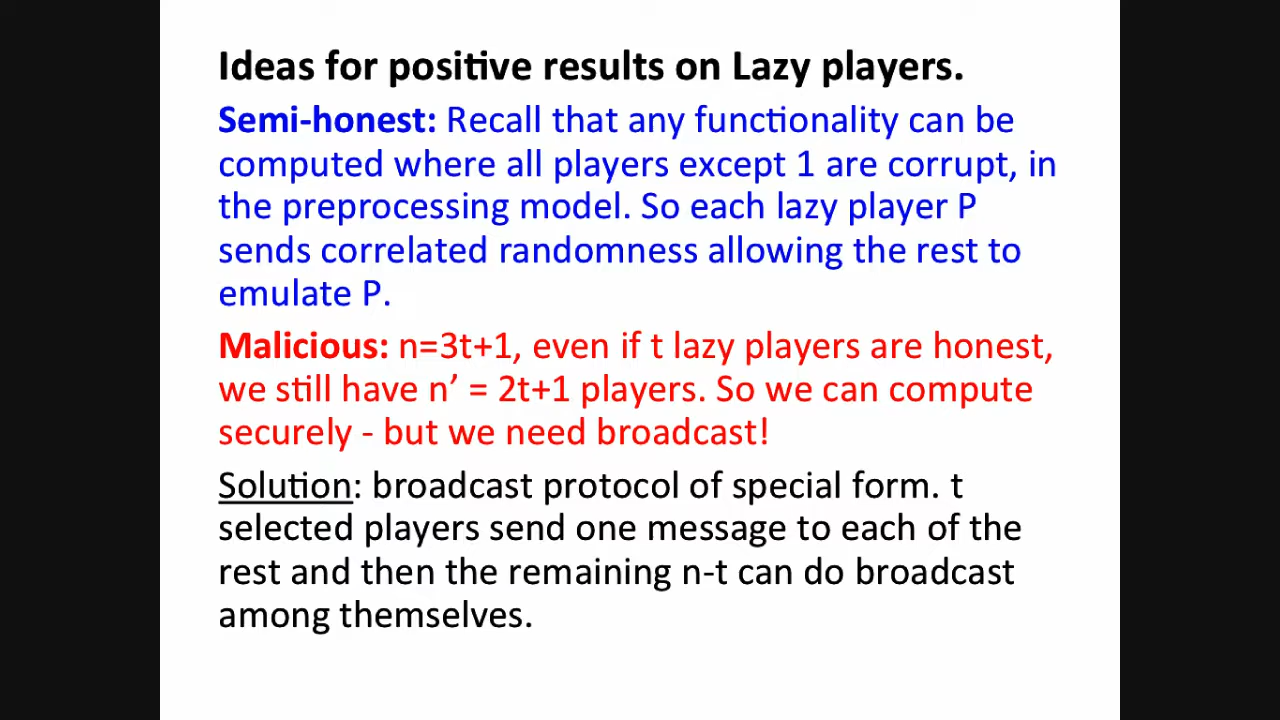 Ideas for positive results on Lazy players.
Semi-honest: Recall that any functionality can be
computed where all players except 1 are corrupt, in
the preprocessing model. So each lazy player P
sends correlated randomness allowing the rest to
emulate P.
Malicious: n=3t+1, even if t lazy players are honest,
we still have n’ = 2t+1 players. So we can compute
securely - but we need broadcast!
Solution: broadcast protocol of special form. t
selected players send one message to each of the
rest and then the remaining n-t can do broadcast
among themselves.